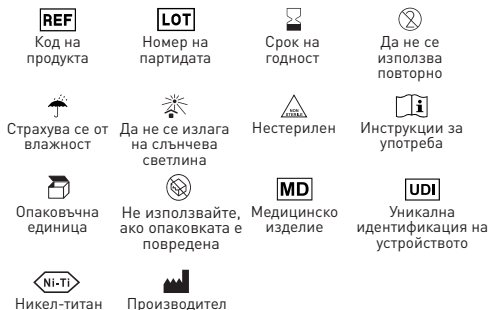 REF LOT 2
Код на Номер на Срок на Да не се
продукта партидата годност използва
повторно
NON STERILE i
Страхува се от Да не се излага Нестерилен Инструкции за
влажност на слънчева употреба
светлина
MD UDI
Опаковъчна Не използвайте, Медицинско Уникална
единица ако опаковката е изделие идентификация на
повредена устройството
Ni-Ti
Никел-титан Производител